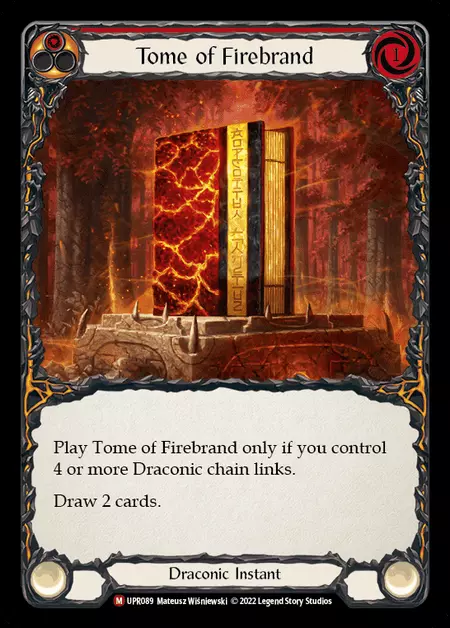 Tome of Firebrand
1
Play Tome of Firebrand only if you control
4 or more Draconic chain links.
Draw 2 cards.
Draconic Instant
M UPR089 Mateusz Wiśniewski © 2022 Legend Story Studios